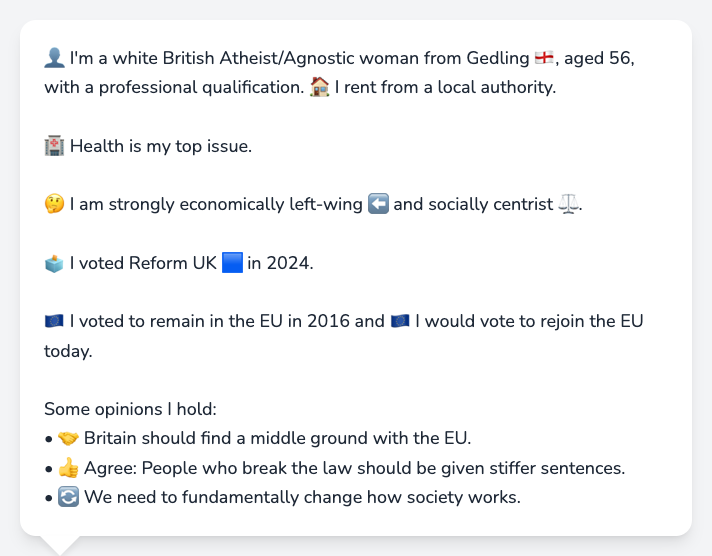 👤 I'm a white British Atheist/Agnostic woman from Gedling 🏴󠁧󠁢󠁥󠁮󠁧󠁿, aged 56,
with a professional qualification. 🏠 I rent from a local authority.
🏥 Health is my top issue.
🤔 I am strongly economically left-wing ⬅️ and socially centrist ⚖️.
🗳️ I voted Reform UK 🟦 in 2024.
🇪🇺 I voted to remain in the EU in 2016 and 🇪🇺 I would vote to rejoin the EU
today.
Some opinions I hold:
• 🤝 Britain should find a middle ground with the EU.
• 👍 Agree: People who break the law should be given stiffer sentences.
• 🔄 We need to fundamentally change how society works.